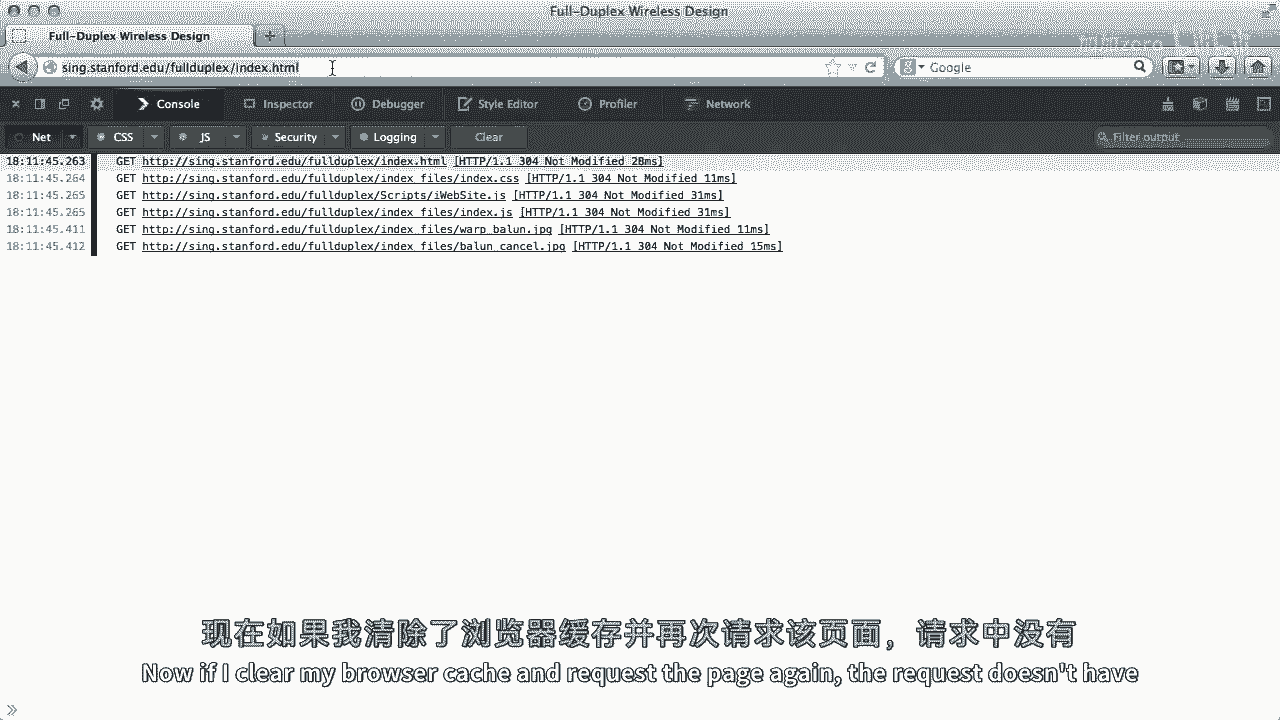 Full-Duplex Wireless Design
Full-Duplex Wireless Design
sing.stanford.edu/fullduplex/index.html
Google
Console Inspector Debugger Style Editor Profiler Network
Net CSS JS Security Logging Clear Filter output
18:11:45.263 GET http://sing.stanford.edu/fullduplex/index.html [HTTP/1.1 304 Not Modified 28ms]
18:11:45.264 GET http://sing.stanford.edu/fullduplex/index_files/index.css [HTTP/1.1 304 Not Modified 11ms]
18:11:45.265 GET http://sing.stanford.edu/fullduplex/Scripts/iWebSite.js [HTTP/1.1 304 Not Modified 31ms]
18:11:45.265 GET http://sing.stanford.edu/fullduplex/index_files/index.js [HTTP/1.1 304 Not Modified 31ms]
18:11:45.411 GET http://sing.stanford.edu/fullduplex/index_files/warp_balun.jpg [HTTP/1.1 304 Not Modified 11ms]
18:11:45.412 GET http://sing.stanford.edu/fullduplex/index_files/balun_cancel.jpg [HTTP/1.1 304 Not Modified 15ms]
现在如果我清除了浏览器缓存并再次请求该页面，请求中没有
Now if I clear my browser cache and request the page again, the request doesn't have